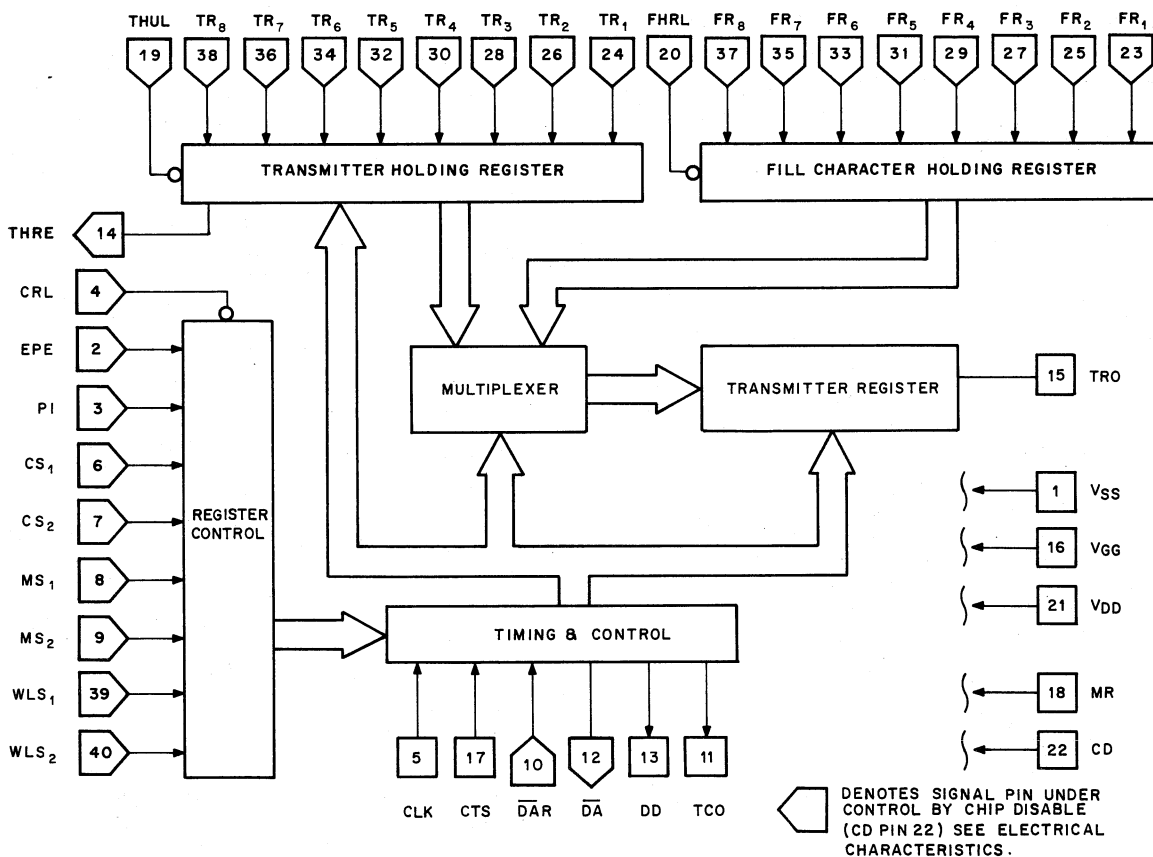 THUL TR8 TR7 TR6 TR5 TR4 TR3 TR2 TR1 FHRL FR8 FR7 FR6 FR5 FR4 FR3 FR2 FR1
19 38 36 34 32 30 28 26 24 20 37 35 33 31 29 27 25 23
TRANSMITTER HOLDING REGISTER
FILL CHARACTER HOLDING REGISTER
THRE 14
CRL 4
EPE 2
PI 3
CS1 6
CS2 7
MS1 8
MS2 9
WLS1 39
WLS2 40
REGISTER
CONTROL
MULTIPLEXER
TRANSMITTER REGISTER
15 TRO
1 VSS
16 VGG
21 VDD
18 MR
22 CD
TIMING & CONTROL
5 17 10 12 13 11
CLK CTS D̅A̅R DA̅ DD TCO
DENOTES SIGNAL PIN UNDER
CONTROL BY CHIP DISABLE
(CD PIN 22) SEE ELECTRICAL
CHARACTERISTICS.